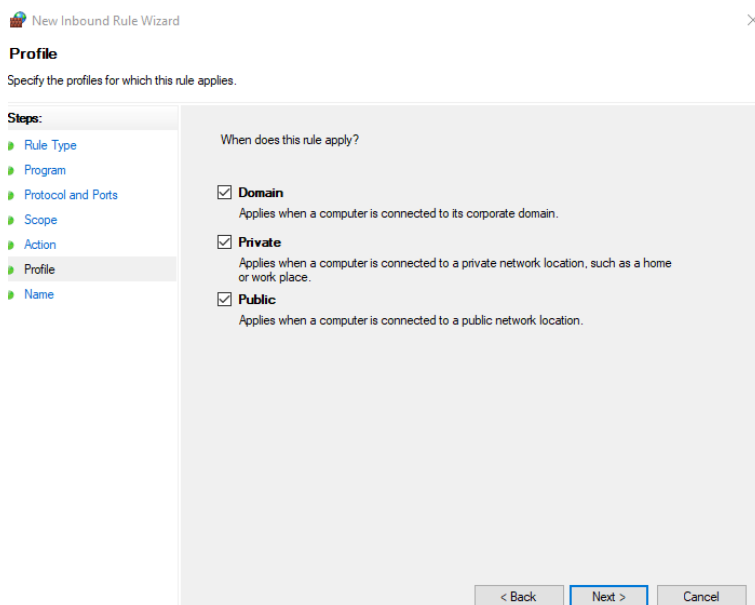 New Inbound Rule Wizard
Profile
Specify the profiles for which this rule applies.
Steps:
Rule Type
Program
Protocol and Ports
Scope
Action
Profile
Name
When does this rule apply?
Domain
Applies when a computer is connected to its corporate domain.
Private
Applies when a computer is connected to a private network location, such as a home
or work place.
Public
Applies when a computer is connected to a public network location.
< Back
Next >
Cancel